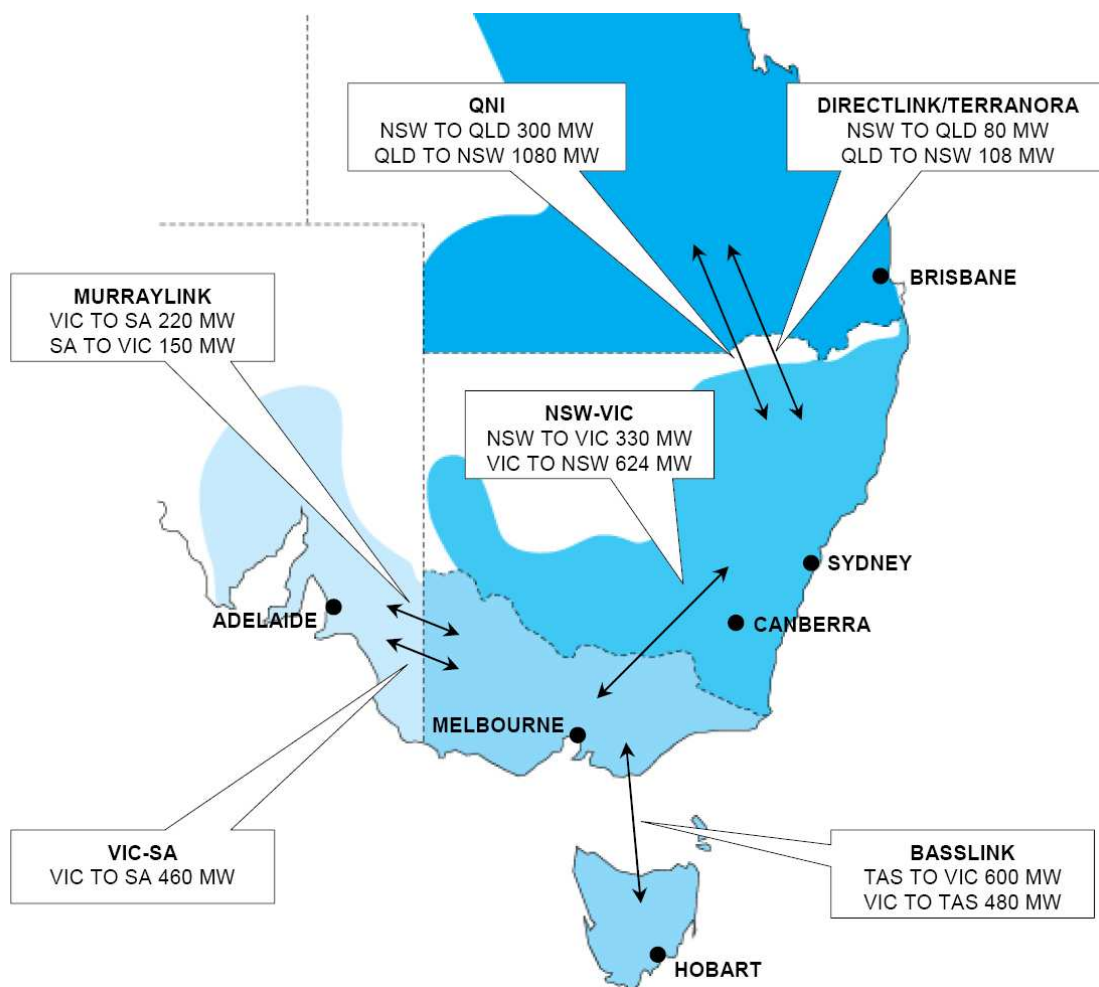 QNI
NSW TO QLD 300 MW
QLD TO NSW 1080 MW
DIRECTLINK/TERRANORA
NSW TO QLD 80 MW
QLD TO NSW 108 MW
BRISBANE
MURRAYLINK
VIC TO SA 220 MW
SA TO VIC 150 MW
NSW-VIC
NSW TO VIC 330 MW
VIC TO NSW 624 MW
SYDNEY
ADELAIDE
CANBERRA
MELBOURNE
VIC-SA
VIC TO SA 460 MW
BASSLINK
TAS TO VIC 600 MW
VIC TO TAS 480 MW
HOBART